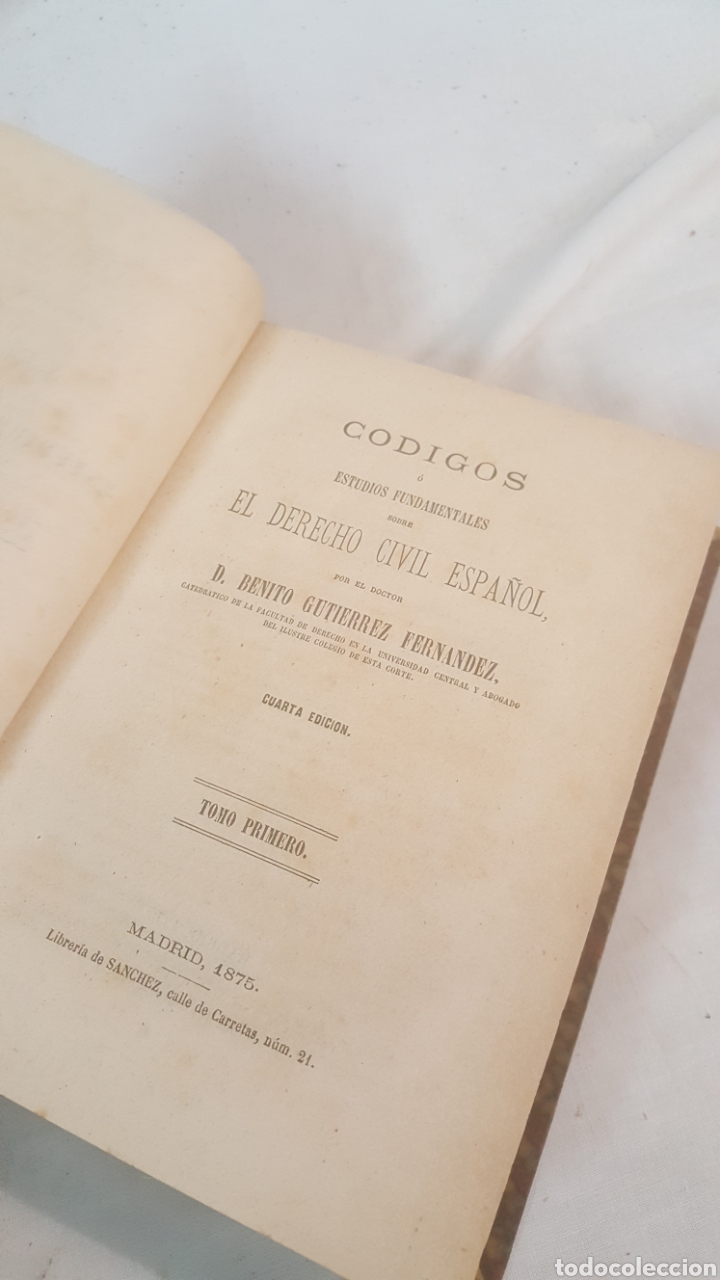 CODIGOS
ó
ESTUDIOS FUNDAMENTALES
SOBRE
EL DERECHO CIVIL ESPAÑOL,
POR EL DOCTOR
D. BENITO GUTIERREZ FERNANDEZ,
CATEDRATICO DE LA FACULTAD DE DERECHO EN LA UNIVERSIDAD CENTRAL Y ABOGADO
DEL ILUSTRE COLEGIO DE ESTA CORTE.
CUARTA EDICION.
TOMO PRIMERO.
MADRID, 1875.
Librería de SANCHEZ, calle de Carretas, núm. 21.
todocoleccion